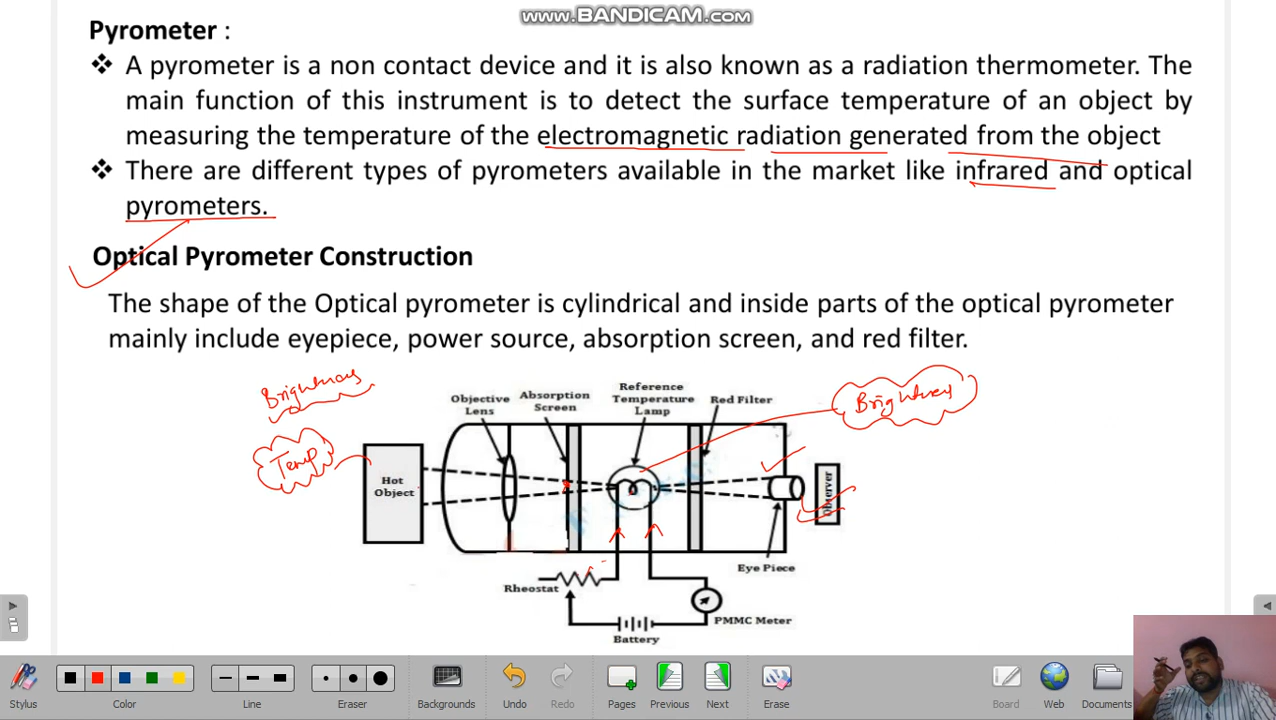 www.BANDICAM.com
Pyrometer :
❖ A pyrometer is a non contact device and it is also known as a radiation thermometer. The
main function of this instrument is to detect the surface temperature of an object by
measuring the temperature of the electromagnetic radiation generated from the object
❖ There are different types of pyrometers available in the market like infrared and optical
pyrometers.
Optical Pyrometer Construction
The shape of the Optical pyrometer is cylindrical and inside parts of the optical pyrometer
mainly include eyepiece, power source, absorption screen, and red filter.
Brightness
Temp
Objective
Lens
Absorption
Screen
Reference
Temperature
Lamp
Red Filter
Brightness
Hot
Object
Observer
Eye Piece
Rheostat
PMMC Meter
Battery
Stylus
Color
Line
Eraser
Backgrounds
Undo
Redo
Pages
Previous
Next
Erase
Board
Web
Documents